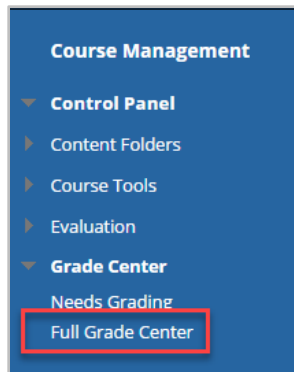 Course Management
Control Panel
Content Folders
Course Tools
Evaluation
Grade Center
Needs Grading
Full Grade Center